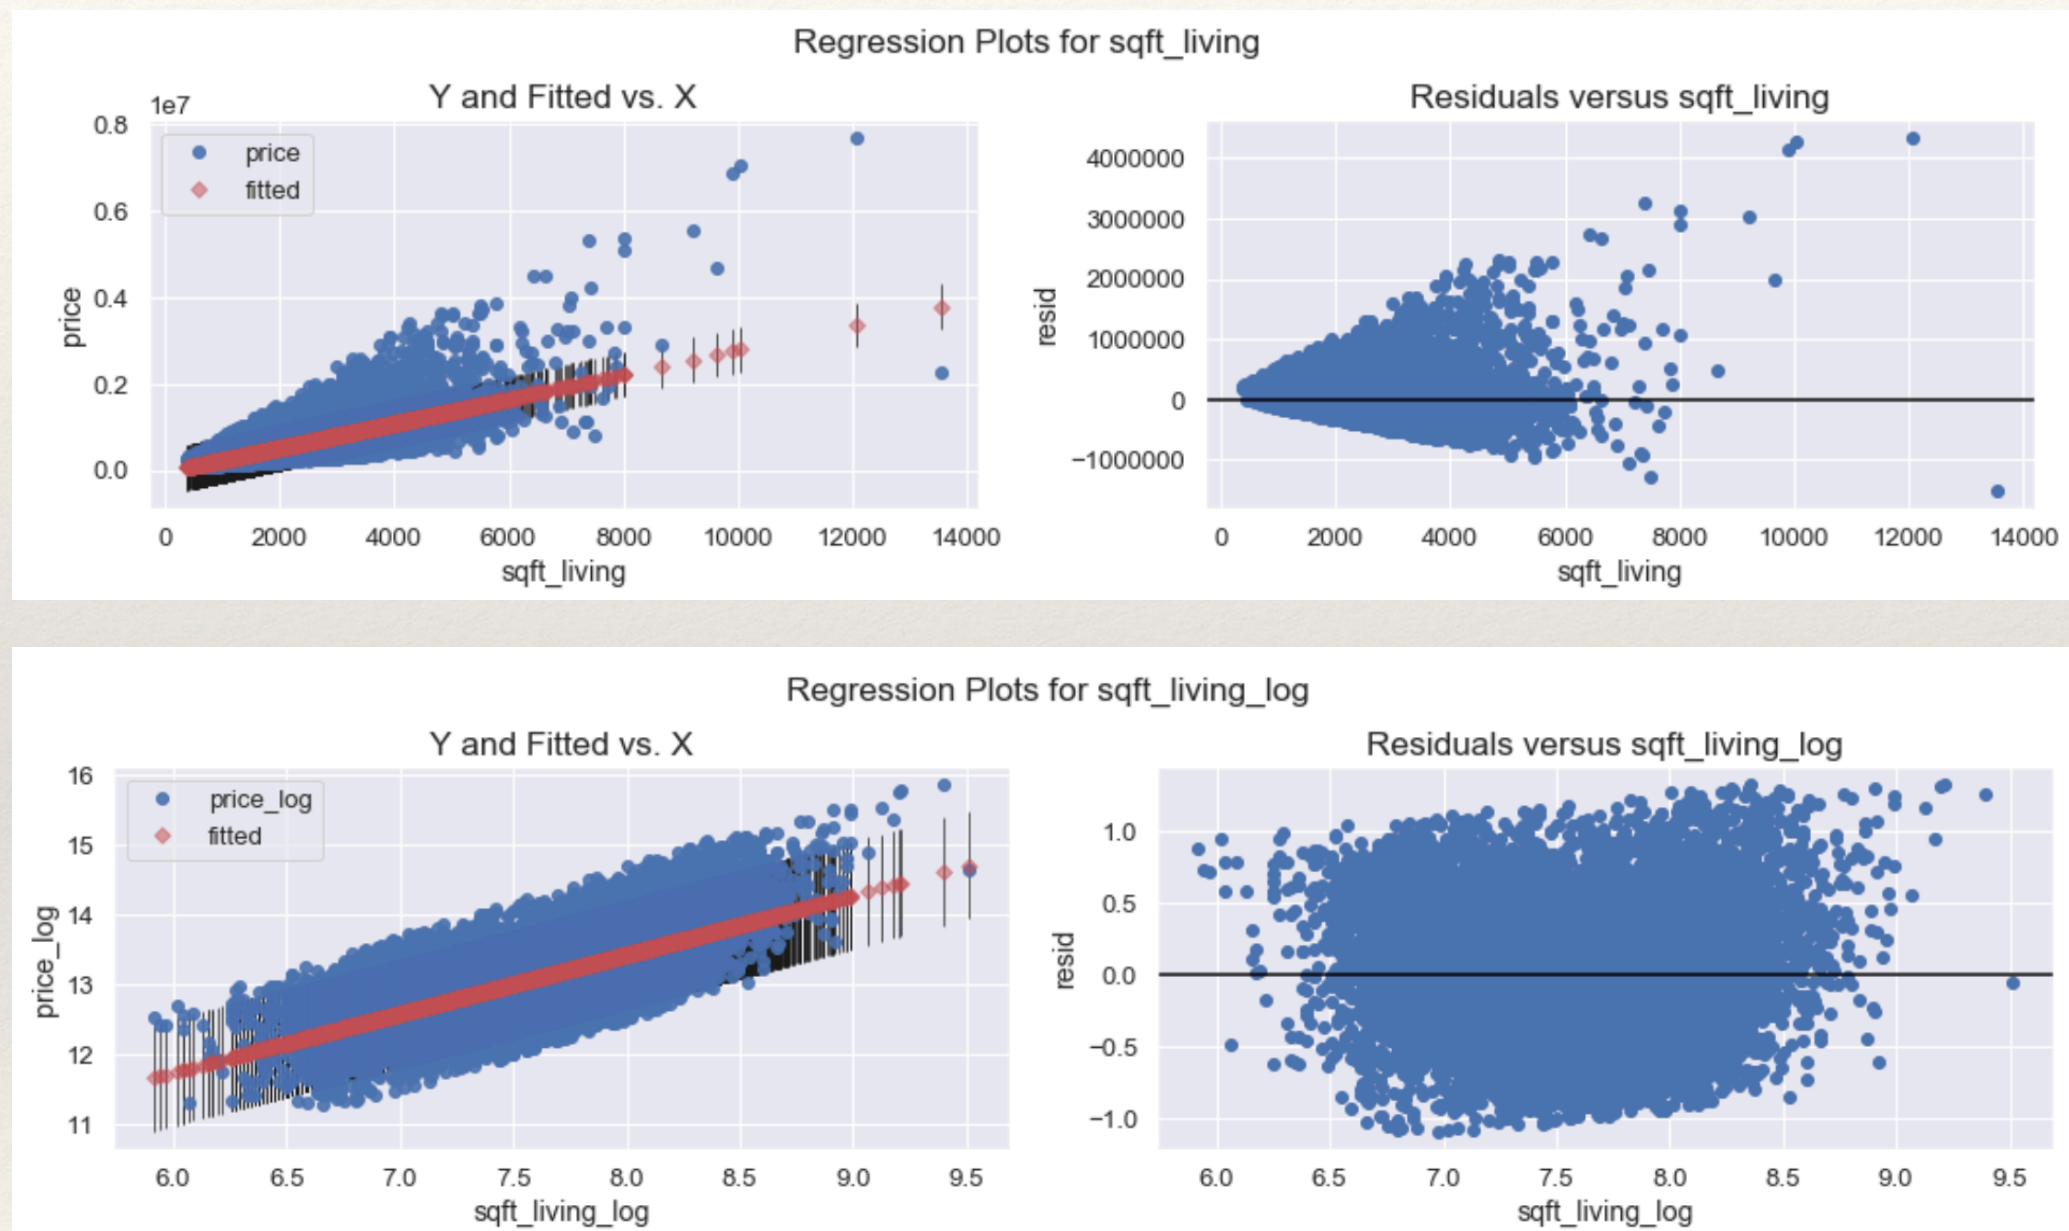 Regression Plots for sqft_living
Y and Fitted vs. X
1e7
0.8
0.6
0.4
0.2
0.0
price
price
fitted
0 2000 4000 6000 8000 10000 12000 14000
sqft_living
Residuals versus sqft_living
4000000
3000000
2000000
1000000
0
−1000000
resid
0 2000 4000 6000 8000 10000 12000 14000
sqft_living
Regression Plots for sqft_living_log
Y and Fitted vs. X
16
15
14
13
12
11
price_log
price_log
fitted
6.0 6.5 7.0 7.5 8.0 8.5 9.0 9.5
sqft_living_log
Residuals versus sqft_living_log
1.0
0.5
0.0
−0.5
−1.0
resid
6.0 6.5 7.0 7.5 8.0 8.5 9.0 9.5
sqft_living_log